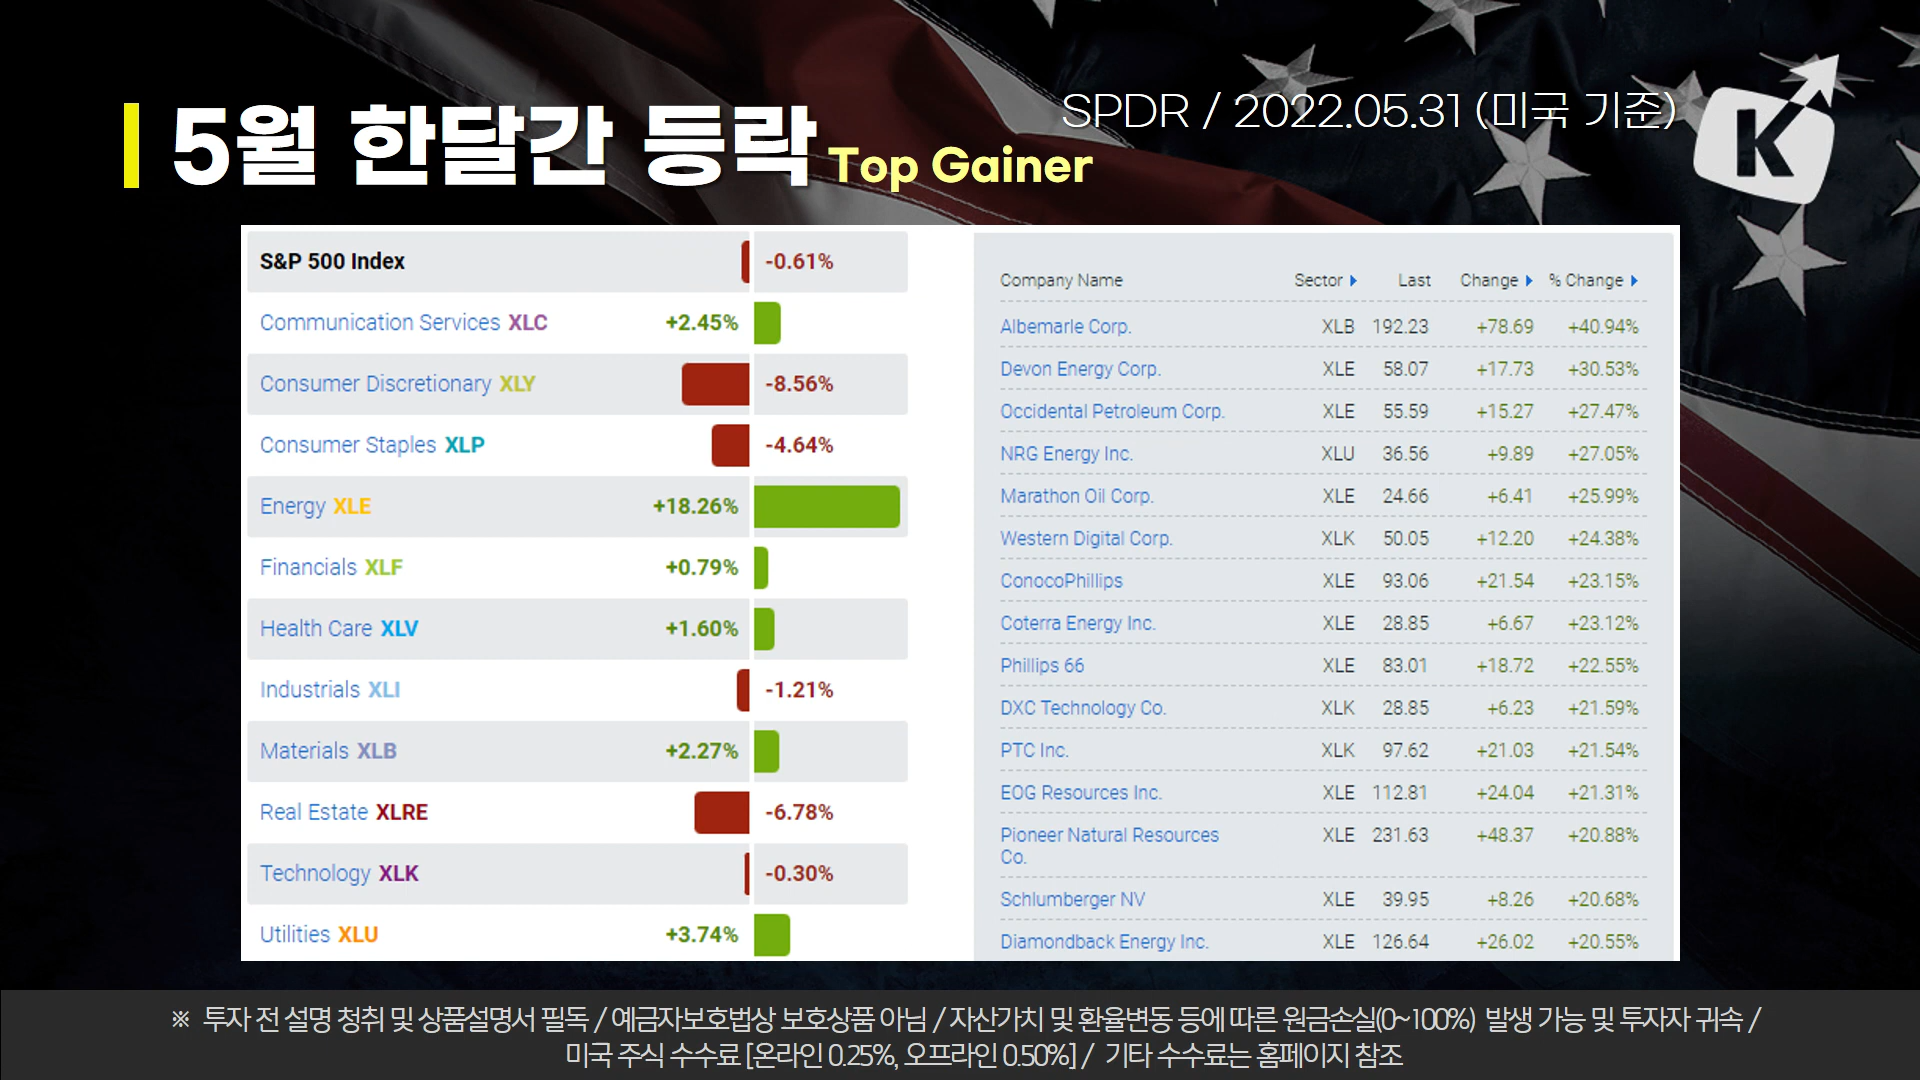 5월 한달간 등락 Top Gainer
SPDR / 2022.05.31 (미국 기준)
K
S&P 500 Index -0.61%
Communication Services XLC +2.45%
Consumer Discretionary XLY -8.56%
Consumer Staples XLP -4.64%
Energy XLE +18.26%
Financials XLF +0.79%
Health Care XLV +1.60%
Industrials XLI -1.21%
Materials XLB +2.27%
Real Estate XLRE -6.78%
Technology XLK -0.30%
Utilities XLU +3.74%
Company Name Sector Last Change % Change
Albemarle Corp. XLB 192.23 +78.69 +40.94%
Devon Energy Corp. XLE 58.07 +17.73 +30.53%
Occidental Petroleum Corp. XLE 55.59 +15.27 +27.47%
NRG Energy Inc. XLU 36.56 +9.89 +27.05%
Marathon Oil Corp. XLE 24.66 +6.41 +25.99%
Western Digital Corp. XLK 50.05 +12.20 +24.38%
ConocoPhillips XLE 93.06 +21.54 +23.15%
Coterra Energy Inc. XLE 28.85 +6.67 +23.12%
Phillips 66 XLE 83.01 +18.72 +22.55%
DXC Technology Co. XLK 28.85 +6.23 +21.59%
PTC Inc. XLK 97.62 +21.03 +21.54%
EOG Resources Inc. XLE 112.81 +24.04 +21.31%
Pioneer Natural Resources XLE 231.63 +48.37 +20.88%
Co.
Schlumberger NV XLE 39.95 +8.26 +20.68%
Diamondback Energy Inc. XLE 126.64 +26.02 +20.55%
※ 투자 전 설명 청취 및 상품설명서 필독 / 예금자보호법상 보호상품 아님 / 자산가치 및 환율변동 등에 따른 원금손실(0~100%) 발생 가능 및 투자자 귀속 /
미국 주식 수수료 [온라인 0.25%, 오프라인 0.50%] / 기타 수수료는 홈페이지 참조